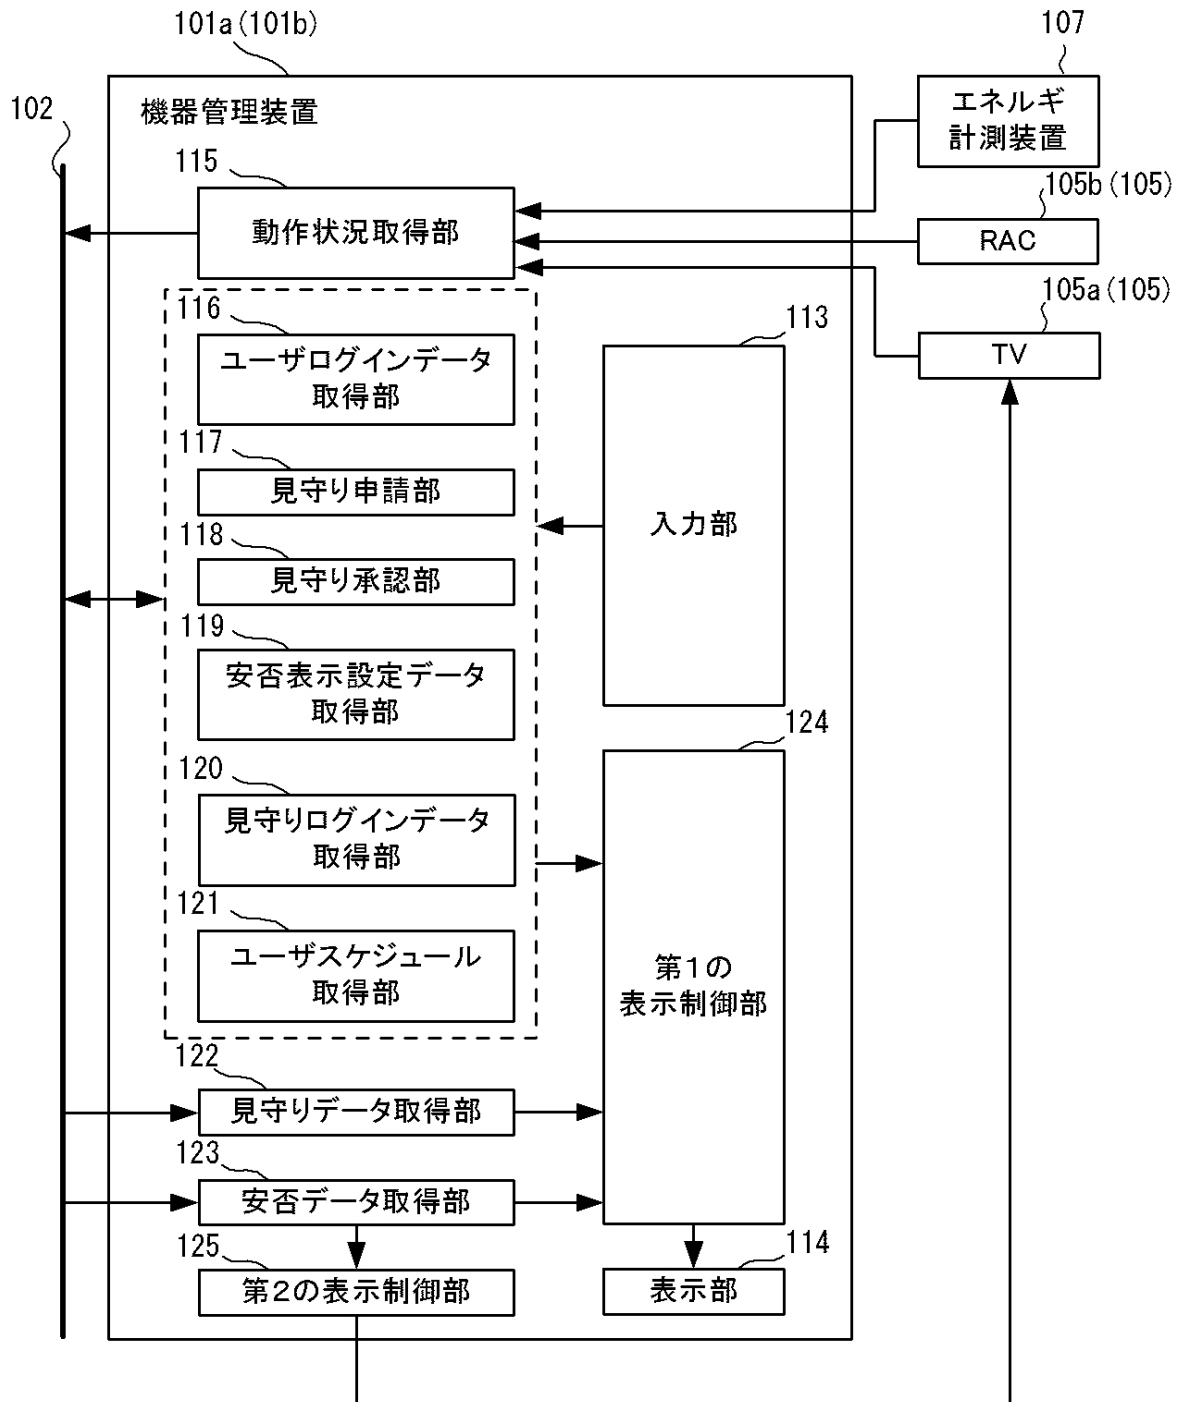 101a(101b)
107
102
機器管理装置
エネルギ
計測装置
115
動作状況取得部
105b(105)
RAC
105a(105)
TV
116
ユーザログインデータ
取得部
113
入力部
117
見守り申請部
118
見守り承認部
119
安否表示設定データ
取得部
124
第1の
表示制御部
120
見守りログインデータ
取得部
121
ユーザスケジュール
取得部
122
見守りデータ取得部
123
安否データ取得部
125
第2の表示制御部
114
表示部